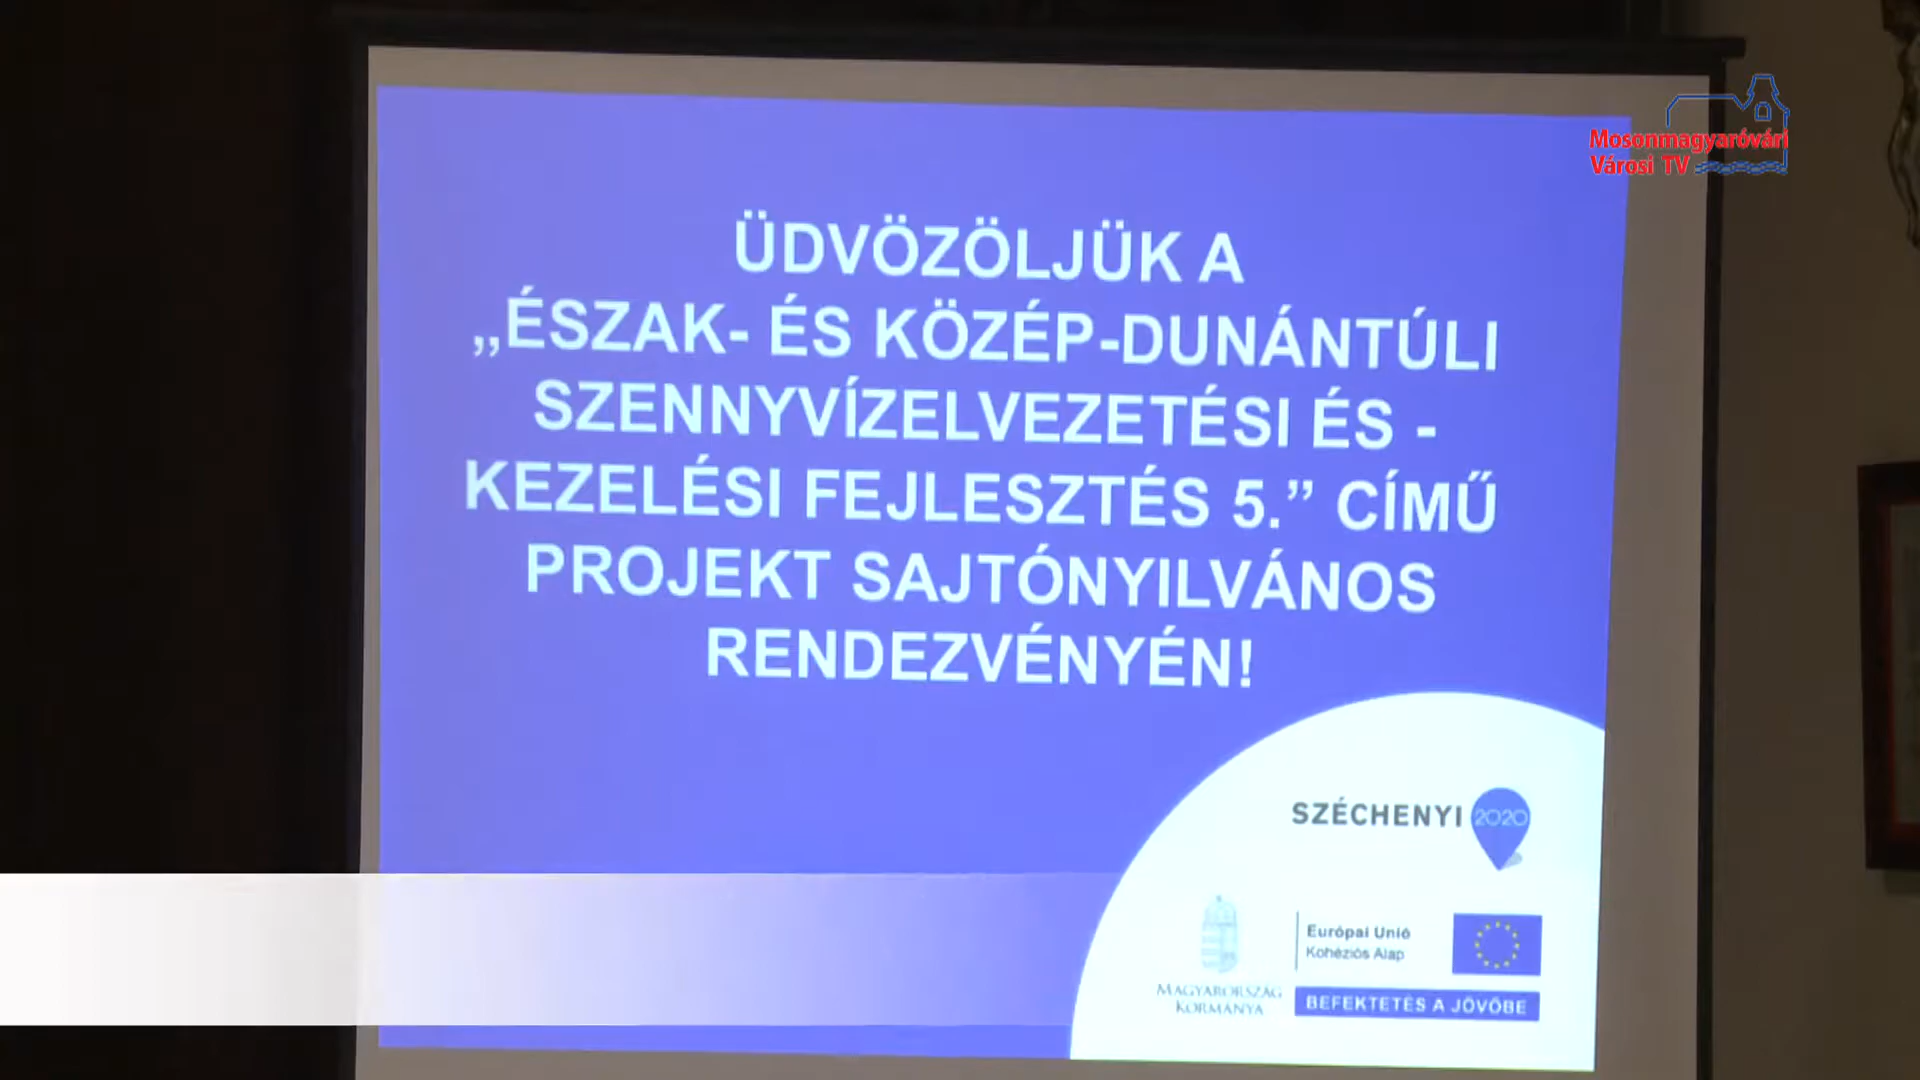 Mosonmagyaróvári
Városi TV
ÜDVÖZÖLJÜK A
„ÉSZAK- ÉS KÖZÉP-DUNÁNTÚLI
SZENNYVÍZELVEZETÉSI ÉS -
KEZELÉSI FEJLESZTÉS 5.” CÍMŰ
PROJEKT SAJTÓNYILVÁNOS
RENDEZVÉNYÉN!
SZÉCHENYI 2020
MAGYARORSZÁG
KORMÁNYA
Európai Unió
Kohéziós Alap
BEFEKTETÉS A JÖVŐBE